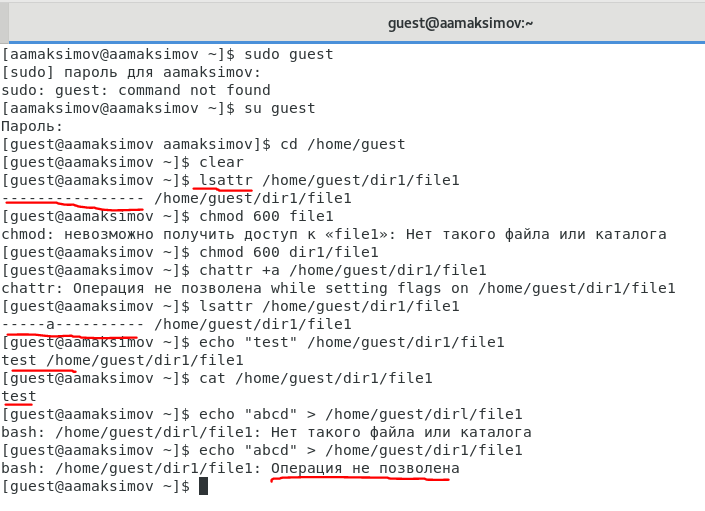 guest@aamaksimov:~
[aamaksimov@aamaksimov ~]$ sudo guest
[sudo] пароль для aamaksimov:
sudo: guest: command not found
[aamaksimov@aamaksimov ~]$ su guest
Пароль:
[guest@aamaksimov aamaksimov]$ cd /home/guest
[guest@aamaksimov ~]$ clear
[guest@aamaksimov ~]$ lsattr /home/guest/dir1/file1
---------------- /home/guest/dir1/file1
[guest@aamaksimov ~]$ chmod 600 file1
chmod: невозможно получить доступ к «file1»: Нет такого файла или каталога
[guest@aamaksimov ~]$ chmod 600 dir1/file1
[guest@aamaksimov ~]$ chattr +a /home/guest/dir1/file1
chattr: Операция не позволена while setting flags on /home/guest/dir1/file1
[guest@aamaksimov ~]$ lsattr /home/guest/dir1/file1
-----a---------- /home/guest/dir1/file1
[guest@aamaksimov ~]$ echo "test" /home/guest/dir1/file1
test /home/guest/dir1/file1
[guest@aamaksimov ~]$ cat /home/guest/dir1/file1
test
[guest@aamaksimov ~]$ echo "abcd" > /home/guest/dirl/file1
bash: /home/guest/dirl/file1: Нет такого файла или каталога
[guest@aamaksimov ~]$ echo "abcd" > /home/guest/dir1/file1
bash: /home/guest/dir1/file1: Операция не позволена
[guest@aamaksimov ~]$